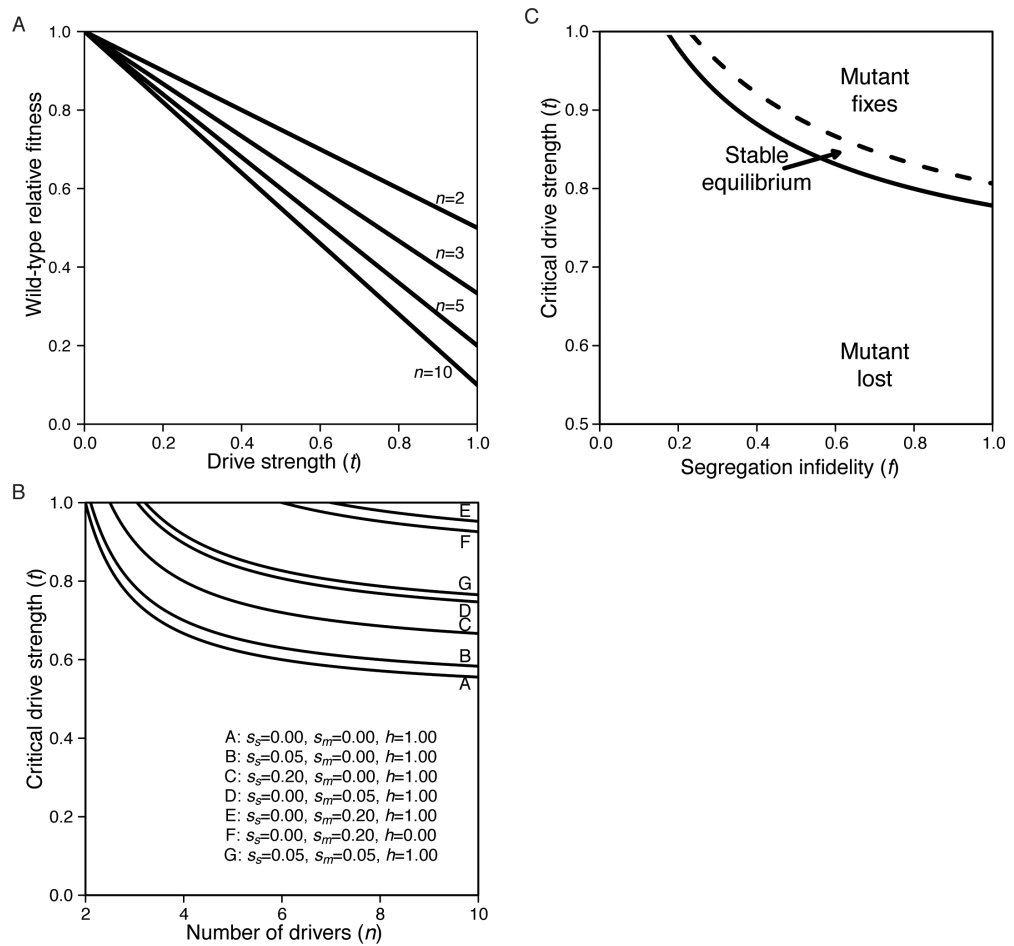 A
1.0
0.8
0.6
0.4
0.2
0.0
Wild-type relative fitness
n=2
n=3
n=5
n=10
0.0 0.2 0.4 0.6 0.8 1.0
Drive strength (t)
C
1.0
0.9
0.8
0.7
0.6
0.5
Critical drive strength (t)
Mutant
fixes
Stable
equilibrium
Mutant
lost
0.0 0.2 0.4 0.6 0.8 1.0
Segregation infidelity (f)
B
1.0
0.8
0.6
0.4
0.2
0.0
Critical drive strength (t)
E
F
G
D
C
B
A
A: ss=0.00, sm=0.00, h=1.00
B: ss=0.05, sm=0.00, h=1.00
C: ss=0.20, sm=0.00, h=1.00
D: ss=0.00, sm=0.05, h=1.00
E: ss=0.00, sm=0.20, h=1.00
F: ss=0.00, sm=0.20, h=0.00
G: ss=0.05, sm=0.05, h=1.00
2 4 6 8 10
Number of drivers (n)